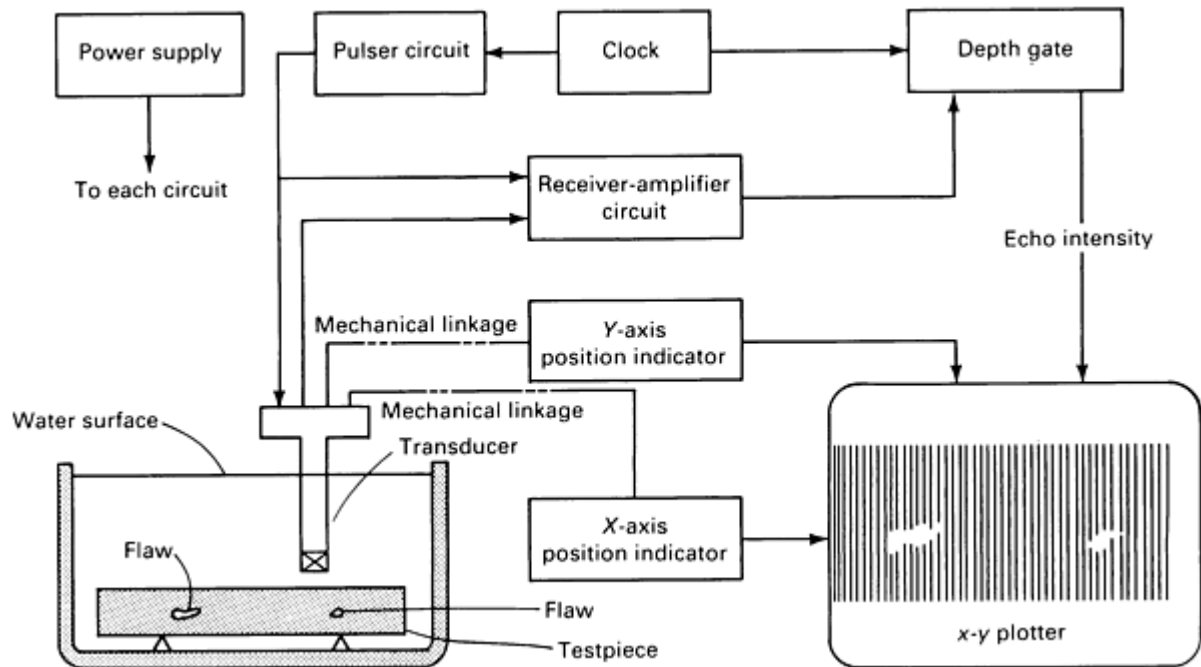 Power supply
Pulser circuit
Clock
Depth gate
To each circuit
Receiver-amplifier
circuit
Echo intensity
Mechanical linkage
Y-axis
position indicator
Mechanical linkage
Water surface
Transducer
X-axis
position indicator
Flaw
Flaw
Testpiece
x-y plotter